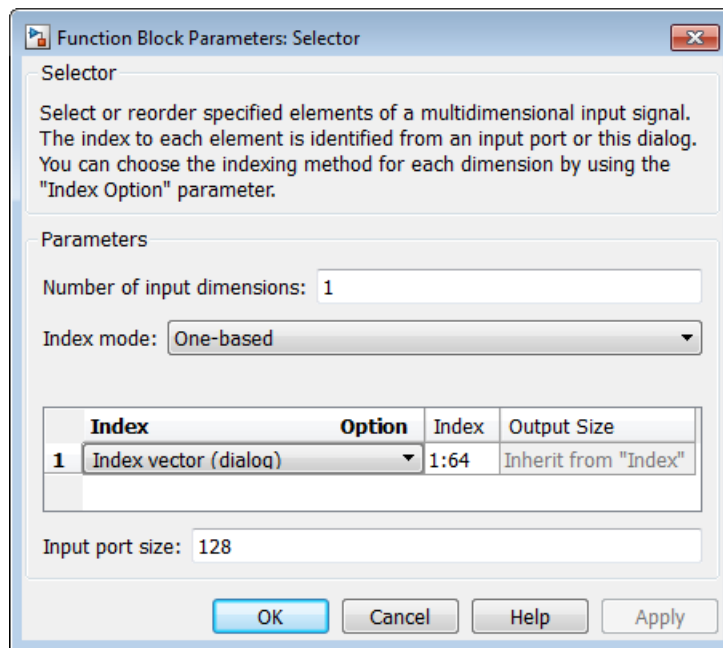 Function Block Parameters: Selector
Selector
Select or reorder specified elements of a multidimensional input signal.
The index to each element is identified from an input port or this dialog.
You can choose the indexing method for each dimension by using the
"Index Option" parameter.
Parameters
Number of input dimensions: 1
Index mode: One-based
Index Option Index Output Size
1 Index vector (dialog) 1:64 Inherit from "Index"
Input port size: 128
OK Cancel Help Apply